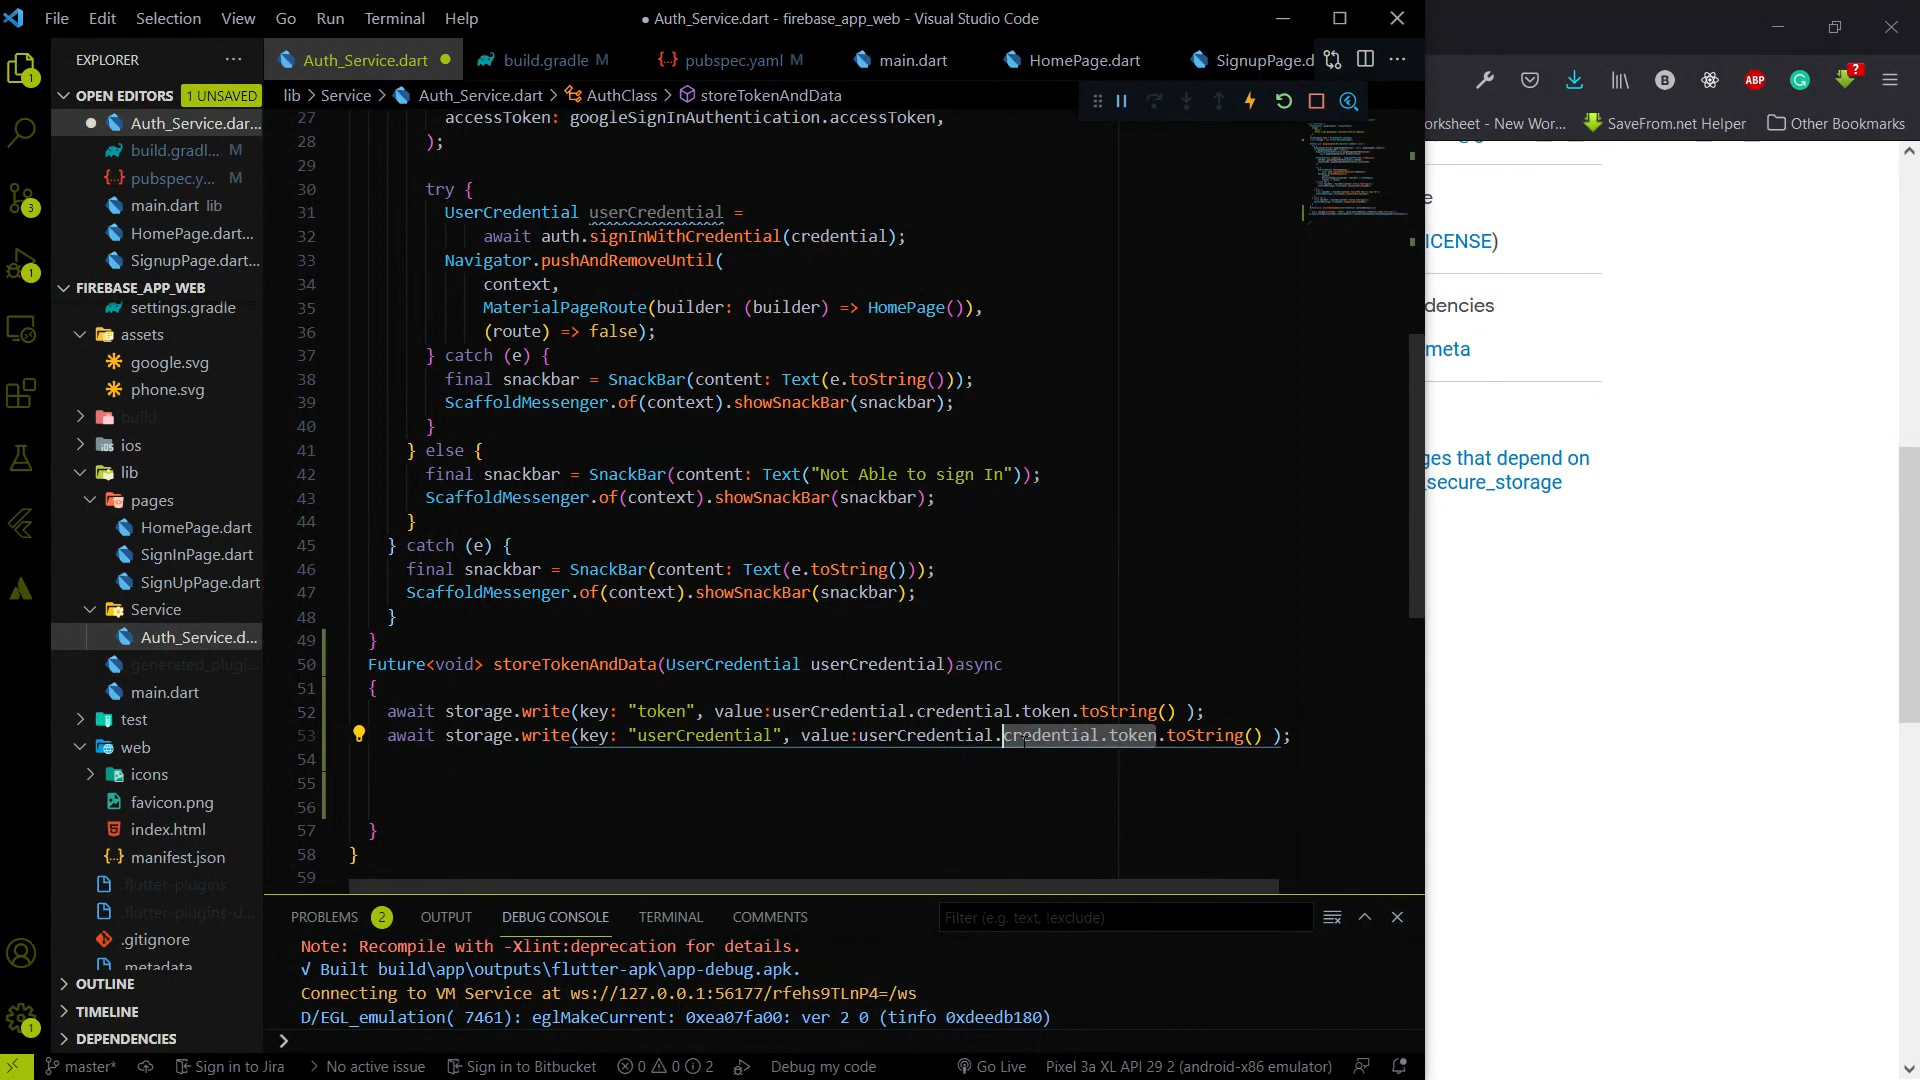 File Edit Selection View Go Run Terminal Help
● Auth_Service.dart - firebase_app_web - Visual Studio Code
EXPLORER
Auth_Service.dart
build.gradle M
pubspec.yaml M
main.dart
HomePage.dart
SignupPage.d
OPEN EDITORS 1 UNSAVED
Auth_Service.dar...
build.gradl... M
pubspec.y... M
main.dart lib
HomePage.dart...
SignupPage.dart...
FIREBASE_APP_WEB
settings.gradle
assets
google.svg
phone.svg
build
ios
lib
pages
HomePage.dart
SignInPage.dart
SignUpPage.dart
Service
Auth_Service.d...
generated_plugi...
main.dart
test
web
icons
favicon.png
index.html
manifest.json
.flutter-plugins
.flutter-plugins-d...
.gitignore
.metadata
OUTLINE
TIMELINE
DEPENDENCIES
lib > Service > Auth_Service.dart > AuthClass > storeTokenAndData
27 accessToken: googleSignInAuthentication.accessToken,
28 );
29
30 try {
31 UserCredential userCredential =
32 await auth.signInWithCredential(credential);
33 Navigator.pushAndRemoveUntil(
34 context,
35 MaterialPageRoute(builder: (builder) => HomePage()),
36 (route) => false);
37 } catch (e) {
38 final snackbar = SnackBar(content: Text(e.toString()));
39 ScaffoldMessenger.of(context).showSnackBar(snackbar);
40 }
41 } else {
42 final snackbar = SnackBar(content: Text("Not Able to sign In"));
43 ScaffoldMessenger.of(context).showSnackBar(snackbar);
44 }
45 } catch (e) {
46 final snackbar = SnackBar(content: Text(e.toString()));
47 ScaffoldMessenger.of(context).showSnackBar(snackbar);
48 }
49 }
50 Future<void> storeTokenAndData(UserCredential userCredential)async
51 {
52 await storage.write(key: "token", value:userCredential.credential.token.toString() );
53 await storage.write(key: "userCredential", value:userCredential.credential.token.toString() );
54
55
56
57 }
58 }
59
PROBLEMS 2 OUTPUT DEBUG CONSOLE TERMINAL COMMENTS
Filter (e.g. text, !exclude)
Note: Recompile with -Xlint:deprecation for details.
√ Built build\app\outputs\flutter-apk\app-debug.apk.
Connecting to VM Service at ws://127.0.0.1:56177/rfehs9TLnP4=/ws
D/EGL_emulation( 7461): eglMakeCurrent: 0xea07fa00: ver 2 0 (tinfo 0xdeedb180)
master* Sign in to Jira No active issue Sign in to Bitbucket 0 0 2 Debug my code Go Live Pixel 3a XL API 29 2 (android-x86 emulator)
ABP
orksheet - New Wor... SaveFrom.net Helper Other Bookmarks
e
ICENSE)
dencies
meta
ges that depend on
_secure_storage